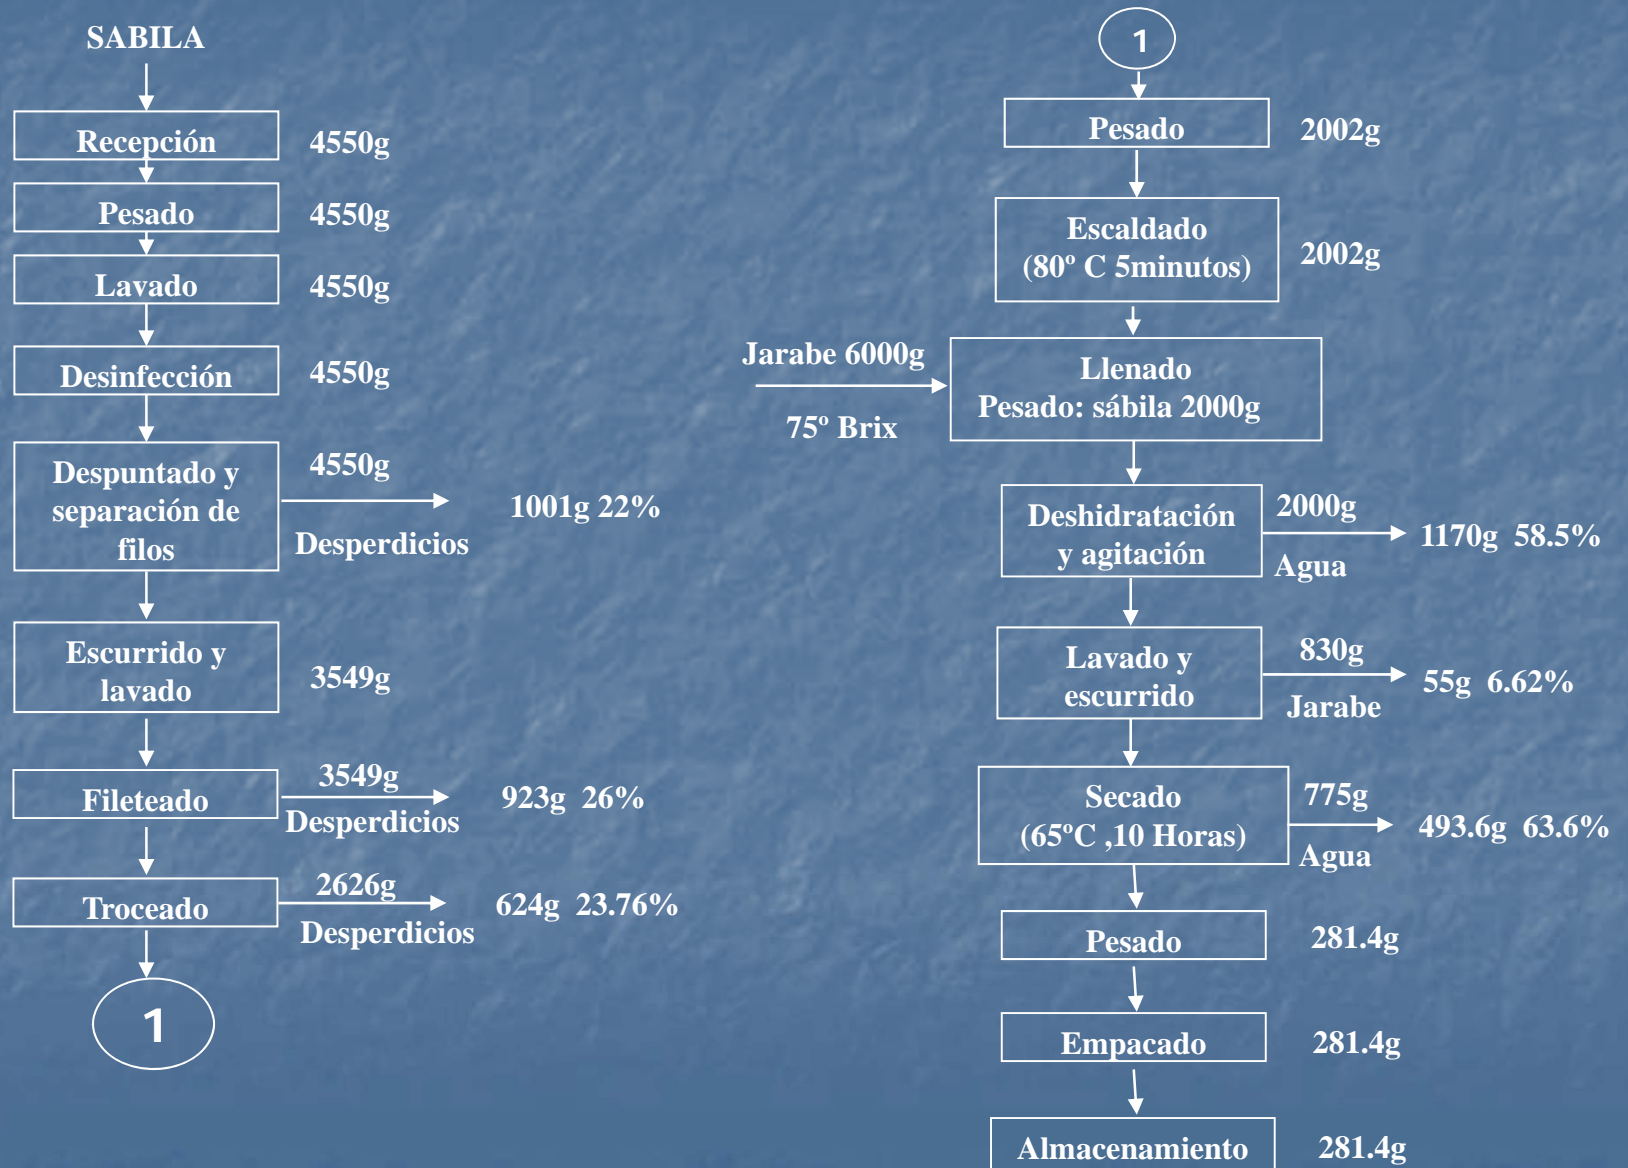 SABILA
Recepción
4550g
Pesado
4550g
Lavado
4550g
Desinfección
4550g
Despuntado y
separación de
filos
4550g
Desperdicios
1001g 22%
Escurrido y
lavado
3549g
Fileteado
3549g
Desperdicios
923g 26%
Troceado
2626g
Desperdicios
624g 23.76%
1
1
Pesado
2002g
Escaldado
(80º C 5minutos)
2002g
Jarabe 6000g
75º Brix
Llenado
Pesado: sábila 2000g
Deshidratación
y agitación
2000g
Agua
1170g 58.5%
Lavado y
escurrido
830g
Jarabe
55g 6.62%
Secado
(65ºC ,10 Horas)
775g
Agua
493.6g 63.6%
Pesado
281.4g
Empacado
281.4g
Almacenamiento
281.4g